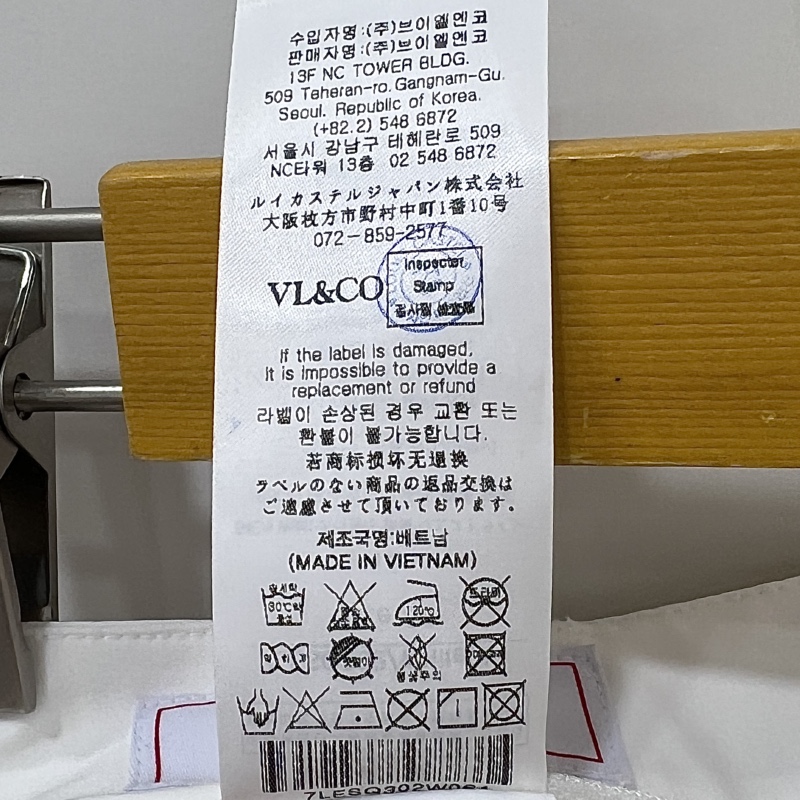 수입자명:(주)브이엘엔코
판매자명:(주)브이엘엔코
13F NC TOWER BLDG.
509 Teheran-ro.Gangnam-Gu.
Seoul. Republic of Korea.
(+82.2) 548 6872
서울시 강남구 테헤란로 509
NC타워 13층 02 548 6872
ルイカステルジャパン株式会社
大阪枚方市野村中町1番10号
072-859-2577
VL&CO
Inspecter
Stamp
If the label is damaged,
it is impossible to provide a
replacement or refund
라벨이 손상된 경우 교환 또는
환불이 불가능합니다.
若商标损坏无退换
ラベルのない商品の返品交換は
ご遠慮させて頂いております。
제조국명:베트남
(MADE IN VIETNAM)
30℃
120℃
드라이